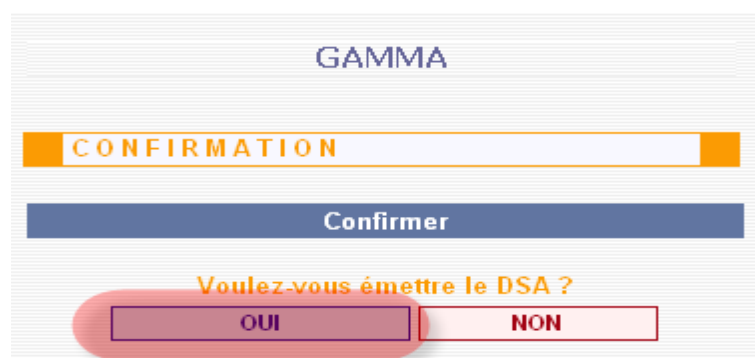 GAMMA
CONFIRMATION
Confirmer
Voulez-vous émettre le DSA ?
OUI NON